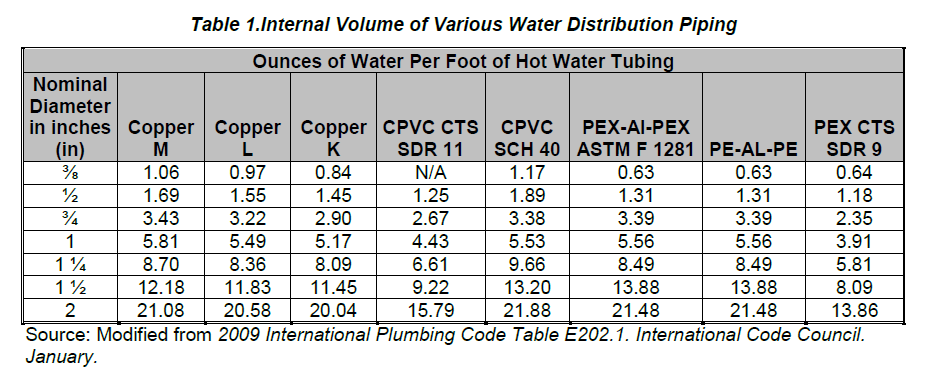 Table 1.Internal Volume of Various Water Distribution Piping
Ounces of Water Per Foot of Hot Water Tubing
Nominal Diameter in inches (in) Copper M Copper L Copper K CPVC CTS SDR 11 CPVC SCH 40 PEX-Al-PEX ASTM F 1281 PE-AL-PE PEX CTS SDR 9
⅜ 1.06 0.97 0.84 N/A 1.17 0.63 0.63 0.64
½ 1.69 1.55 1.45 1.25 1.89 1.31 1.31 1.18
¾ 3.43 3.22 2.90 2.67 3.38 3.39 3.39 2.35
1 5.81 5.49 5.17 4.43 5.53 5.56 5.56 3.91
1 ¼ 8.70 8.36 8.09 6.61 9.66 8.49 8.49 5.81
1 ½ 12.18 11.83 11.45 9.22 13.20 13.88 13.88 8.09
2 21.08 20.58 20.04 15.79 21.88 21.48 21.48 13.86
Source: Modified from 2009 International Plumbing Code Table E202.1. International Code Council.
January.